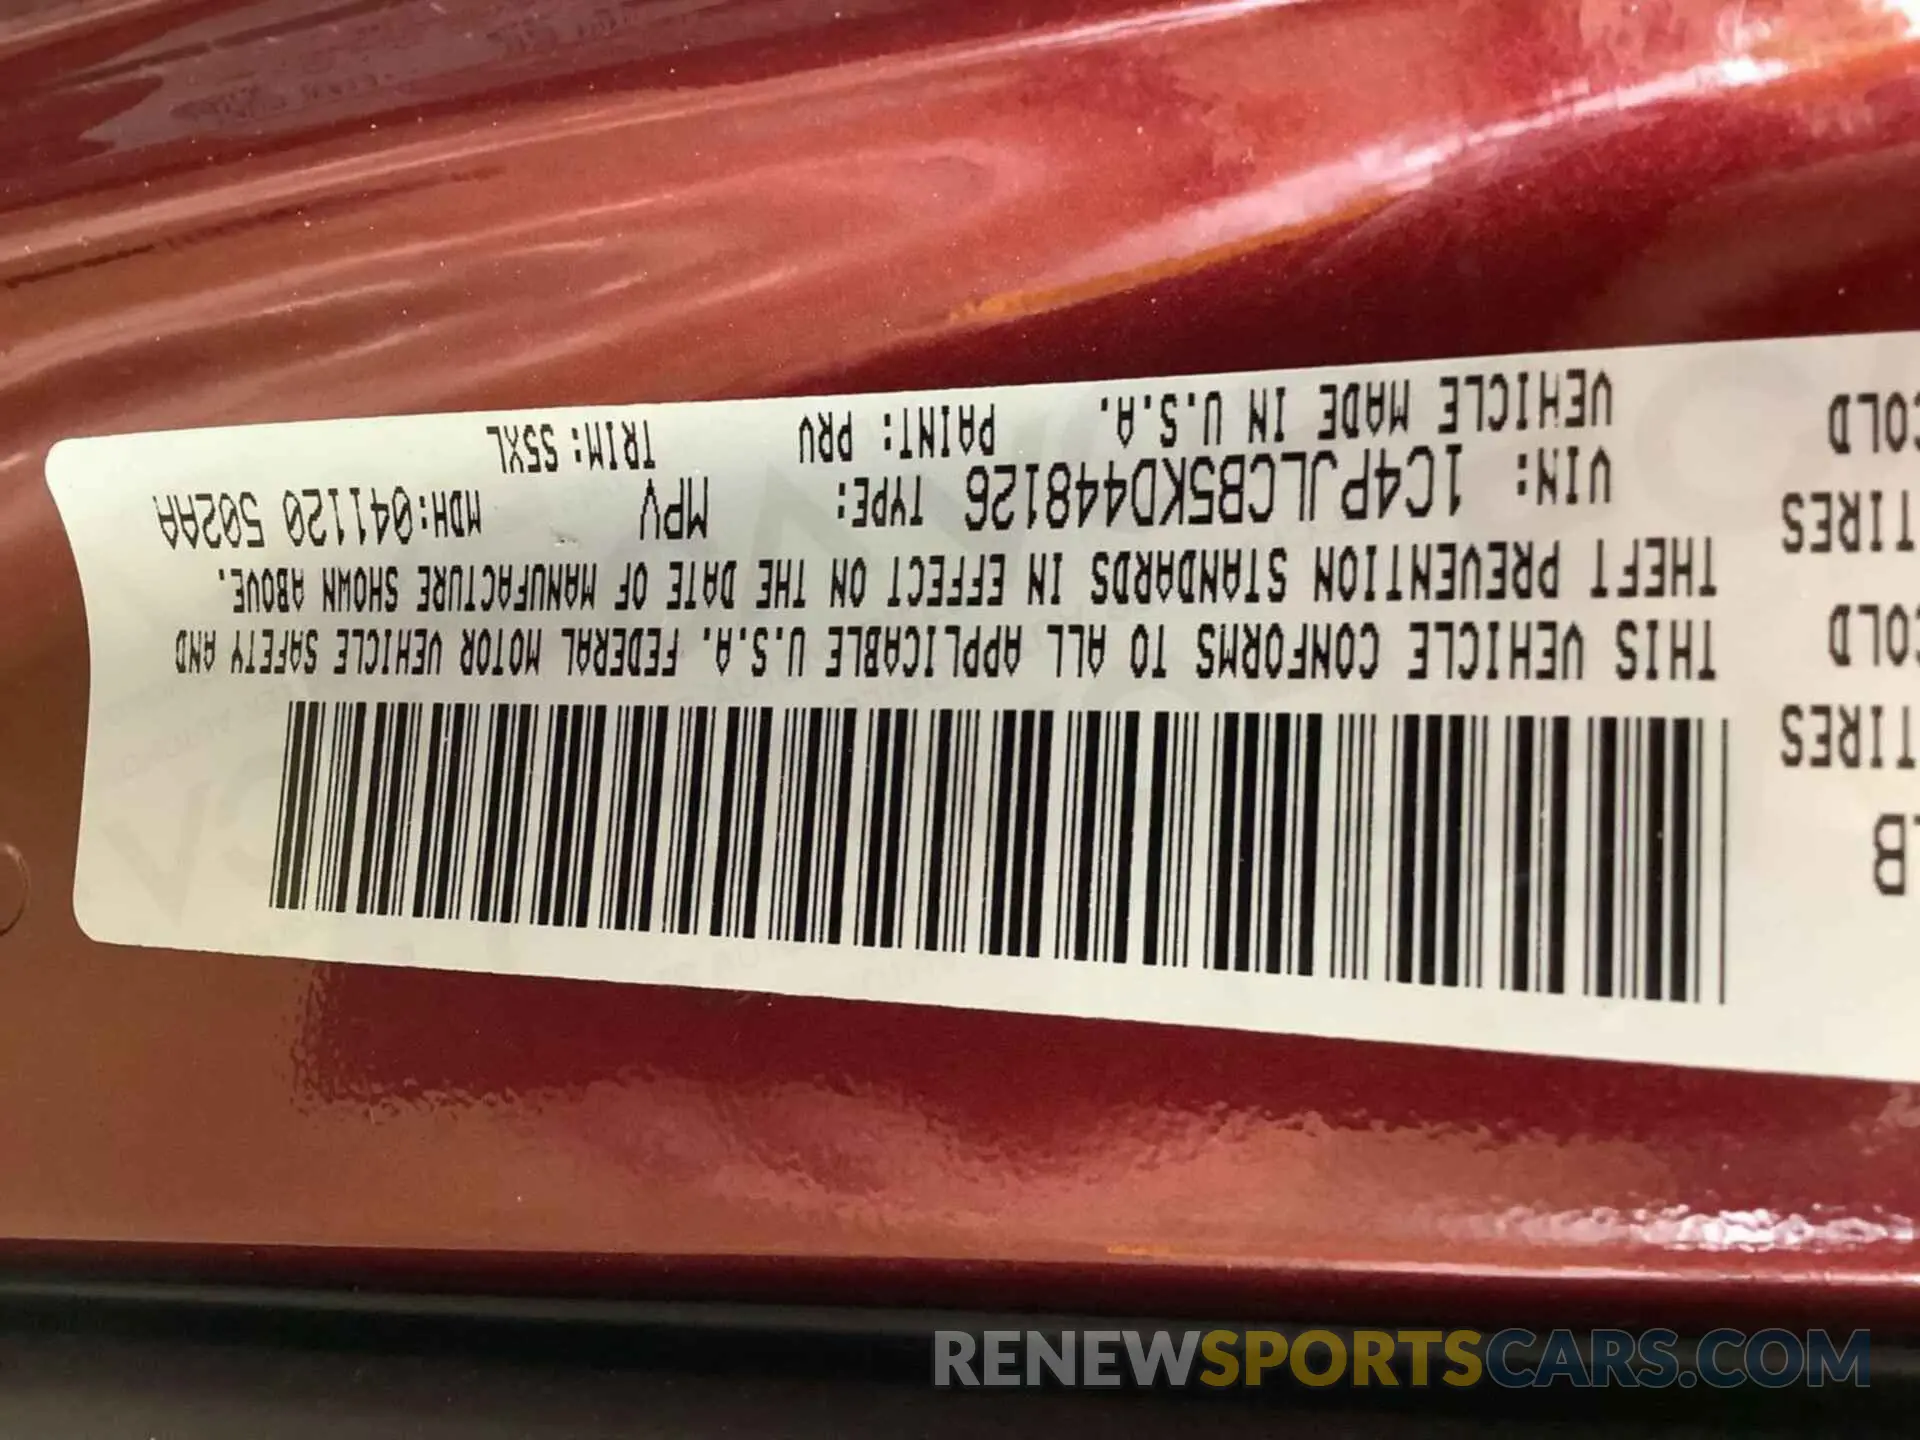 LB
TIRES
COLD
TIRES
COLD
THIS VEHICLE CONFORMS TO ALL APPLICABLE U.S.A. FEDERAL MOTOR VEHICLE SAFETY AND
THEFT PREVENTION STANDARDS IN EFFECT ON THE DATE OF MANUFACTURE SHOWN ABOVE.
VIN: 1C4PJLCB5KD448126 TYPE: MPV MDH:041120 502AA
VEHICLE MADE IN U.S.A. PAINT: PRV TRIM: S5XL
RENEWSPORTSCARS.COM